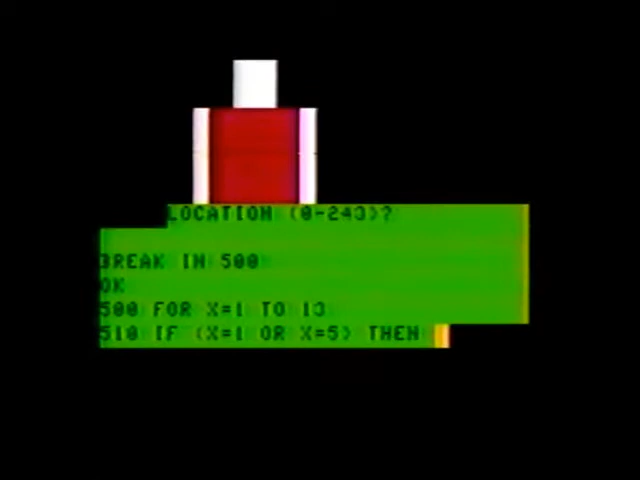 LOCATION (0-243)?
BREAK IN 500
OK
500 FOR X=1 TO 13
510 IF (X=1 OR X=5) THEN